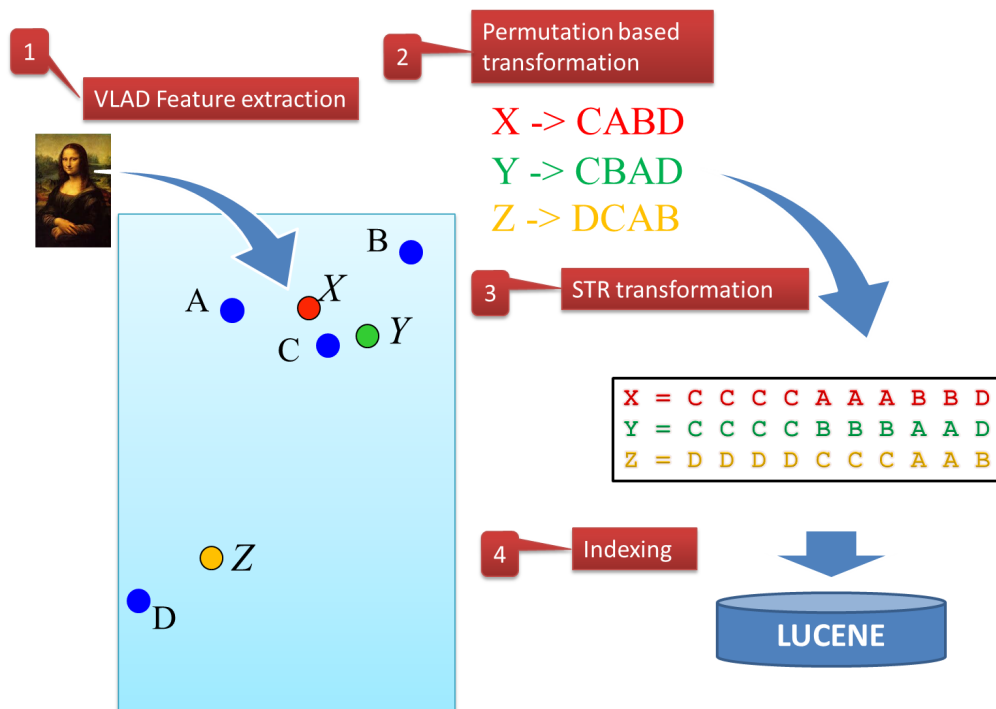 1
VLAD Feature extraction
2
Permutation based
transformation
X -> CABD
Y -> CBAD
Z -> DCAB
B
A
X
C
Y
3
STR transformation
X = C C C C A A A B B D
Y = C C C C B B B A A D
Z = D D D D C C C A A B
Z
D
4
Indexing
LUCENE